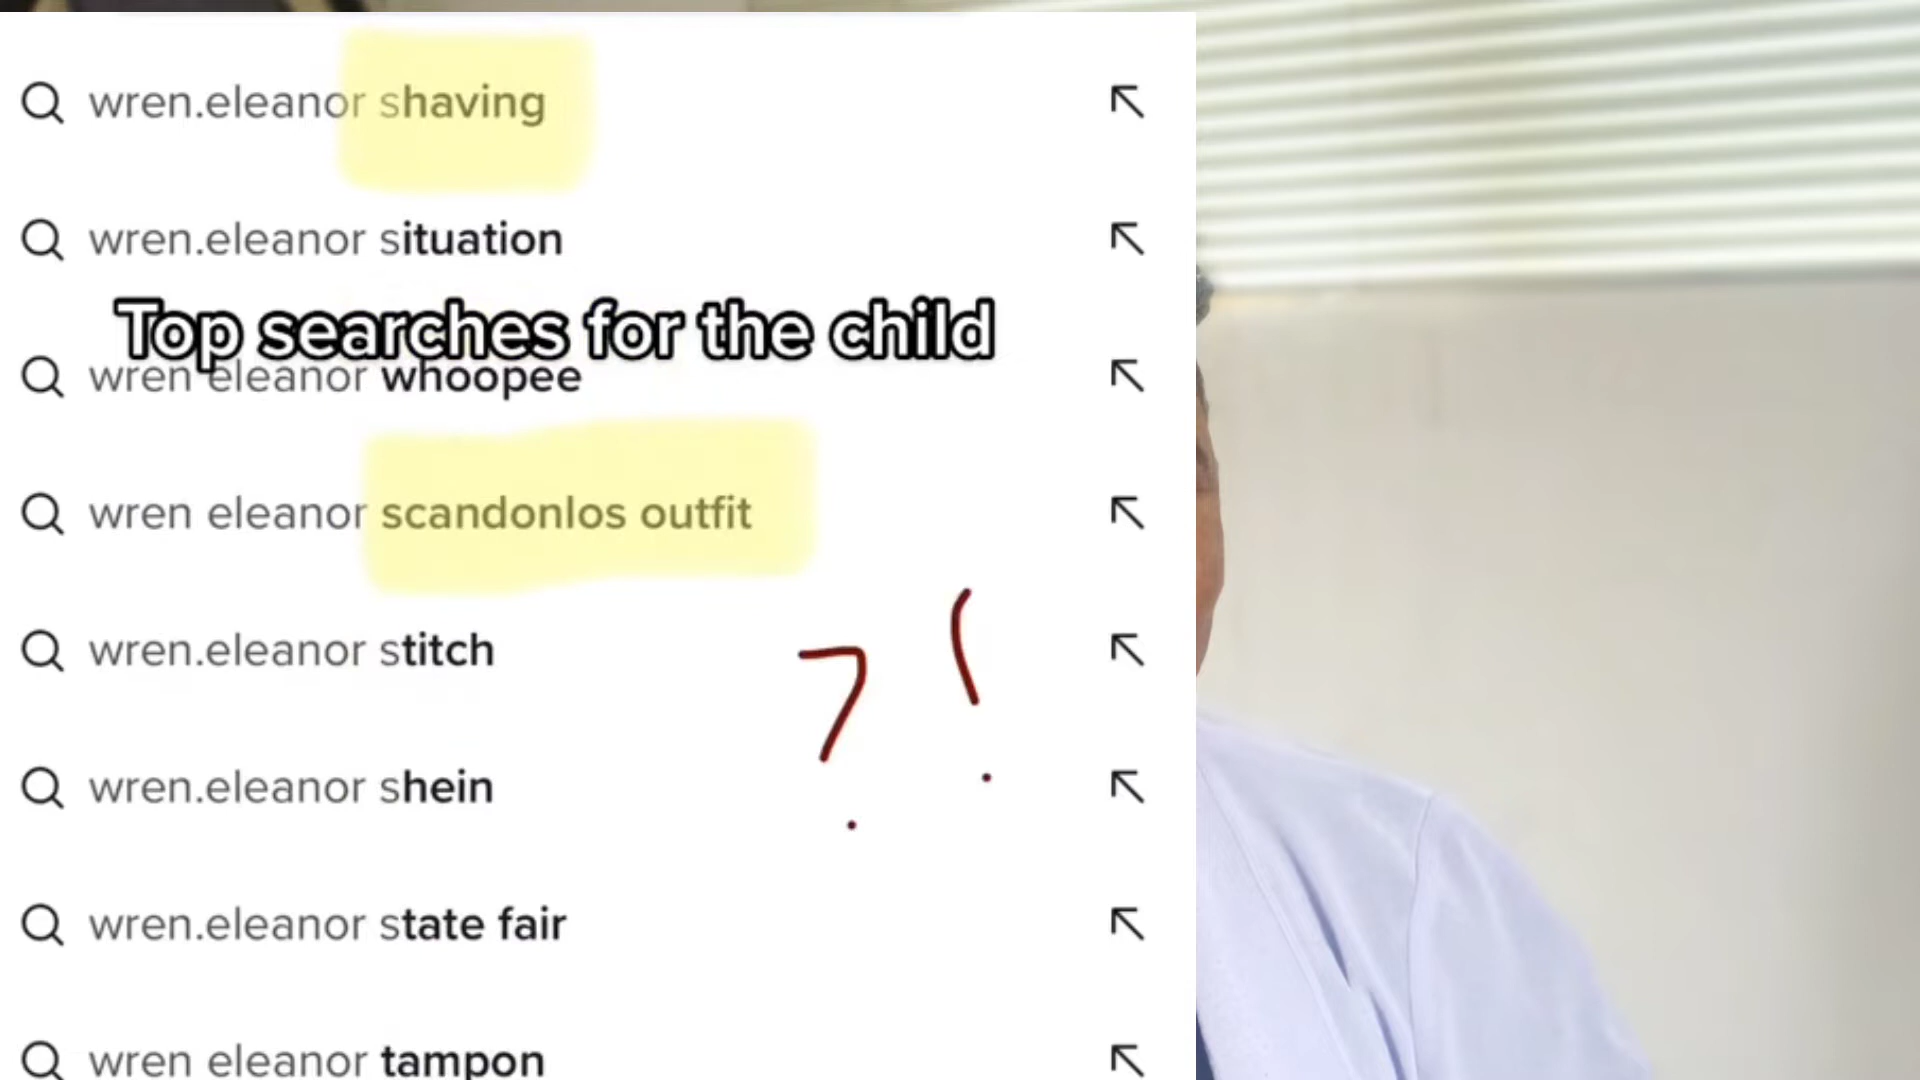 wren.eleanor shaving
wren.eleanor situation
Top searches for the child
wren eleanor whoopee
wren eleanor scandonlos outfit
wren.eleanor stitch
?!
wren.eleanor shein
wren.eleanor state fair
wren eleanor tampon